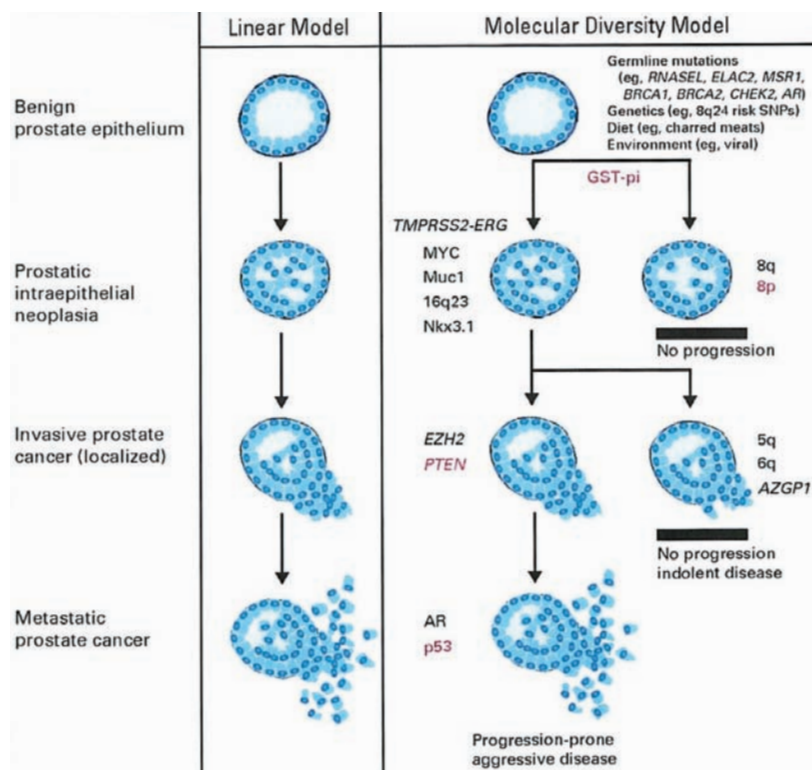 Linear Model
Molecular Diversity Model
Benign
prostate epithelium
Germline mutations
(eg, RNASEL, ELAC2, MSR1,
BRCA1, BRCA2, CHEK2, AR)
Genetics (eg, 8q24 risk SNPs)
Diet (eg, charred meats)
Environment (eg, viral)
GST-pi
Prostatic
intraepithelial
neoplasia
TMPRSS2-ERG
MYC
Muc1
16q23
Nkx3.1
8q
8p
No progression
Invasive prostate
cancer (localized)
EZH2
PTEN
5q
6q
AZGP1
No progression
indolent disease
Metastatic
prostate cancer
AR
p53
Progression-prone
aggressive disease